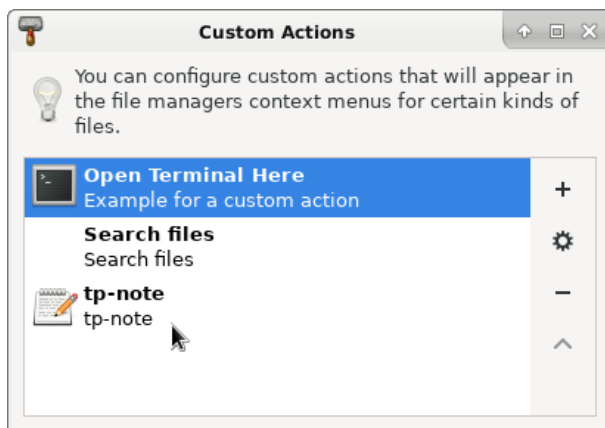 Custom Actions
You can configure custom actions that will appear in
the file managers context menus for certain kinds of
files.
Open Terminal Here
Example for a custom action
Search files
Search files
tp-note
tp-note